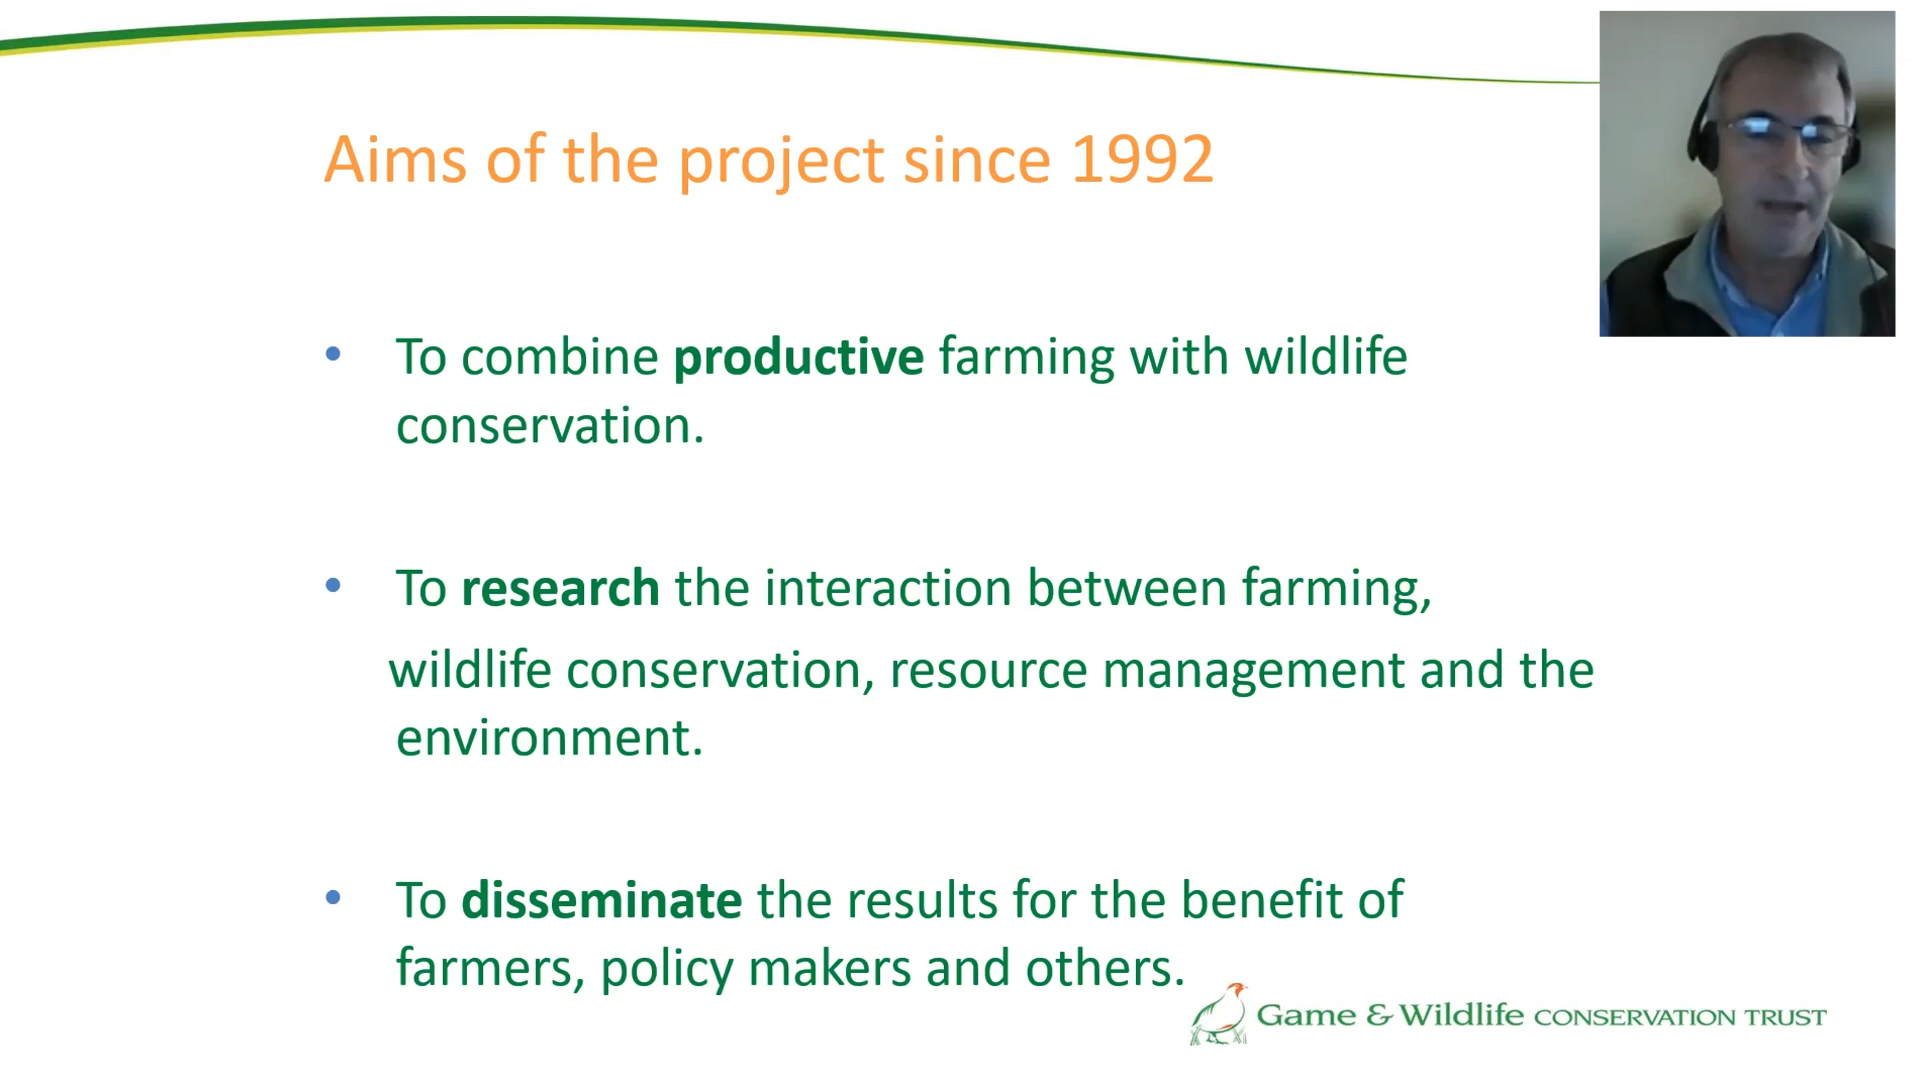 Aims of the project since 1992
• To combine productive farming with wildlife
conservation.
• To research the interaction between farming,
wildlife conservation, resource management and the
environment.
• To disseminate the results for the benefit of
farmers, policy makers and others.
Game & Wildlife CONSERVATION TRUST